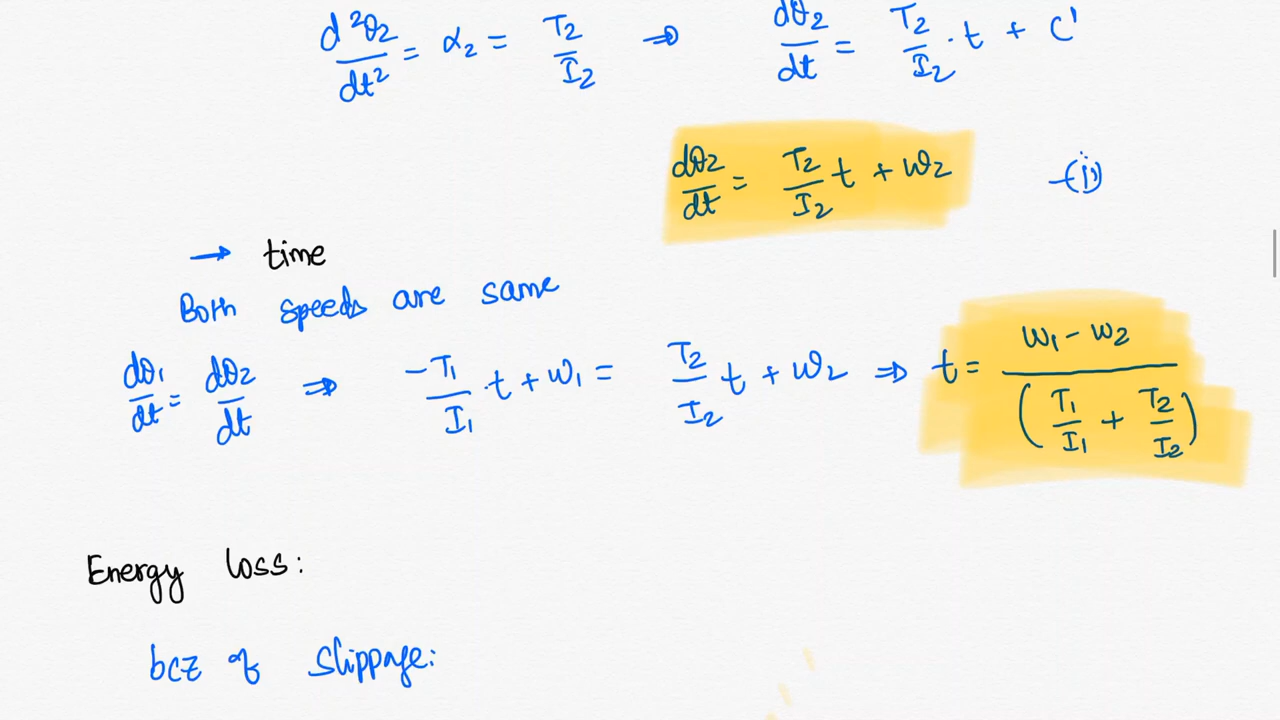 d²θ₂/dt² = α₂ = T₂/I₂ ⇒ dθ₂/dt = T₂/I₂ · t + C'
dθ₂/dt = T₂/I₂ t + ω₂ —(ii)
→ time
Both speeds are same
dθ₁/dt = dθ₂/dt ⇒ -T₁/I₁ · t + ω₁ = T₂/I₂ t + ω₂ ⇒ t = (ω₁ - ω₂)/(T₁/I₁ + T₂/I₂)
Energy loss:
bcz of slippage: